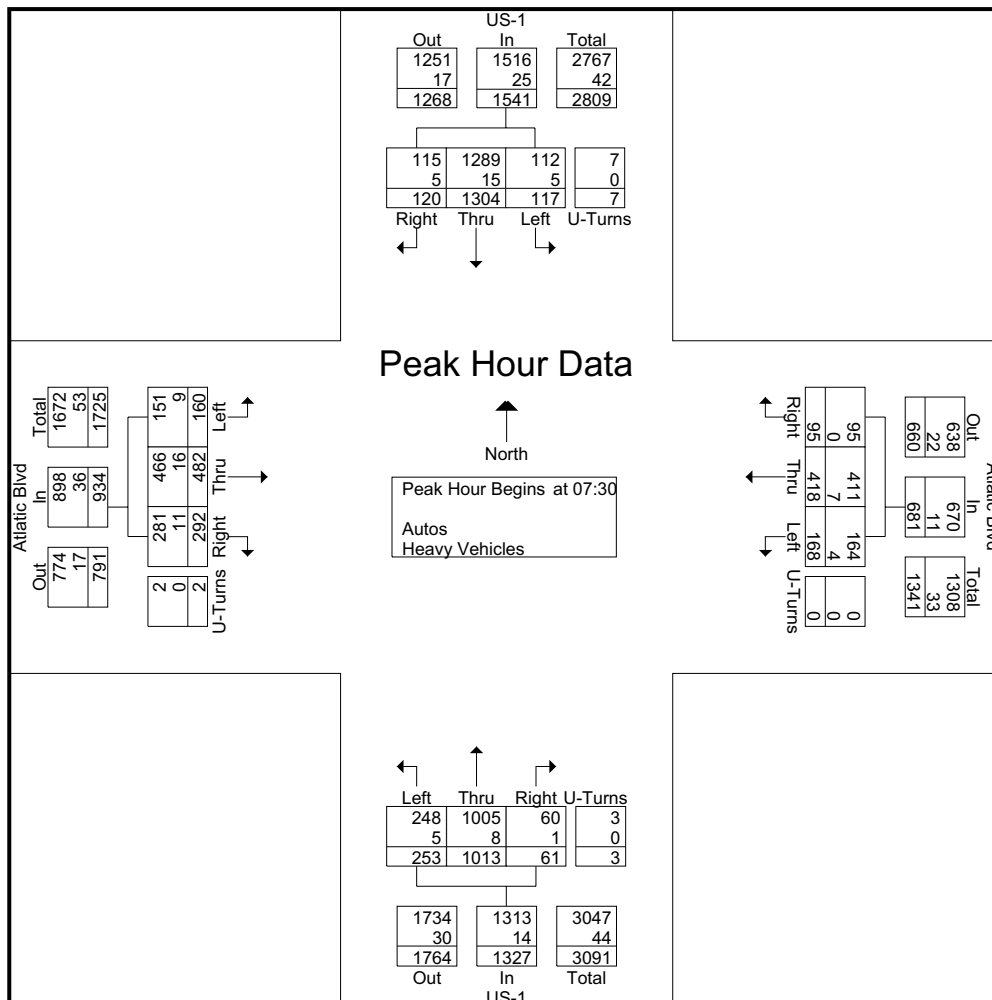 US-1
Out In Total
1251 1516 2767
17 25 42
1268 1541 2809
115 1289 112 7
5 15 5 0
120 1304 117 7
Right Thru Left U-Turns
Peak Hour Data
North
Peak Hour Begins at 07:30
Autos
Heavy Vehicles
Atlatic Blvd
Out In Total
774 898 1672
17 36 53
791 934 1725
U-Turns Right Thru Left
2 281 466 151
0 11 16 9
2 292 482 160
Right Thru Left U-Turns
95 411 164 0
0 7 4 0
95 418 168 0
Out In Total
638 670 1308
22 11 33
660 681 1341
Atlatic Blvd
Left Thru Right U-Turns
248 1005 60 3
5 8 1 0
253 1013 61 3
1734 1313 3047
30 14 44
1764 1327 3091
Out In Total
US-1